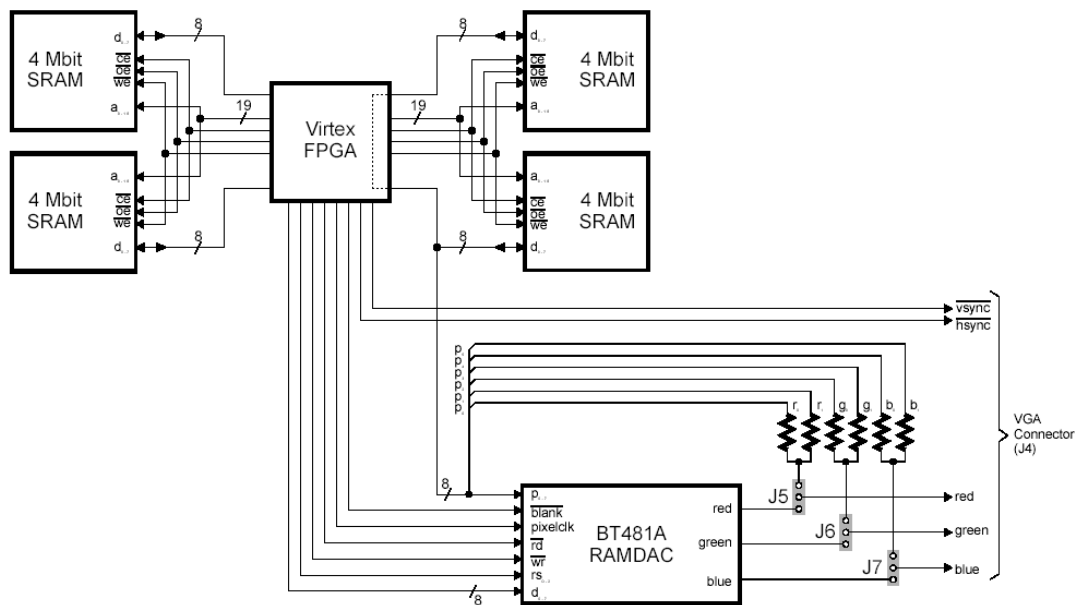 4 Mbit
SRAM
d
ce
oe
we
a
8
19
Virtex
FPGA
19
8
d
ce
oe
we
a
4 Mbit
SRAM
4 Mbit
SRAM
a
ce
oe
we
d
8
8
a
ce
oe
we
d
4 Mbit
SRAM
vsync
hsync
p
p
p
p
p
p
r
r
g
g
b
b
VGA
Connector
(J4)
8
p
blank
pixelclk
rd
wr
rs
d
8
BT481A
RAMDAC
red
green
blue
J5
J6
J7
red
green
blue